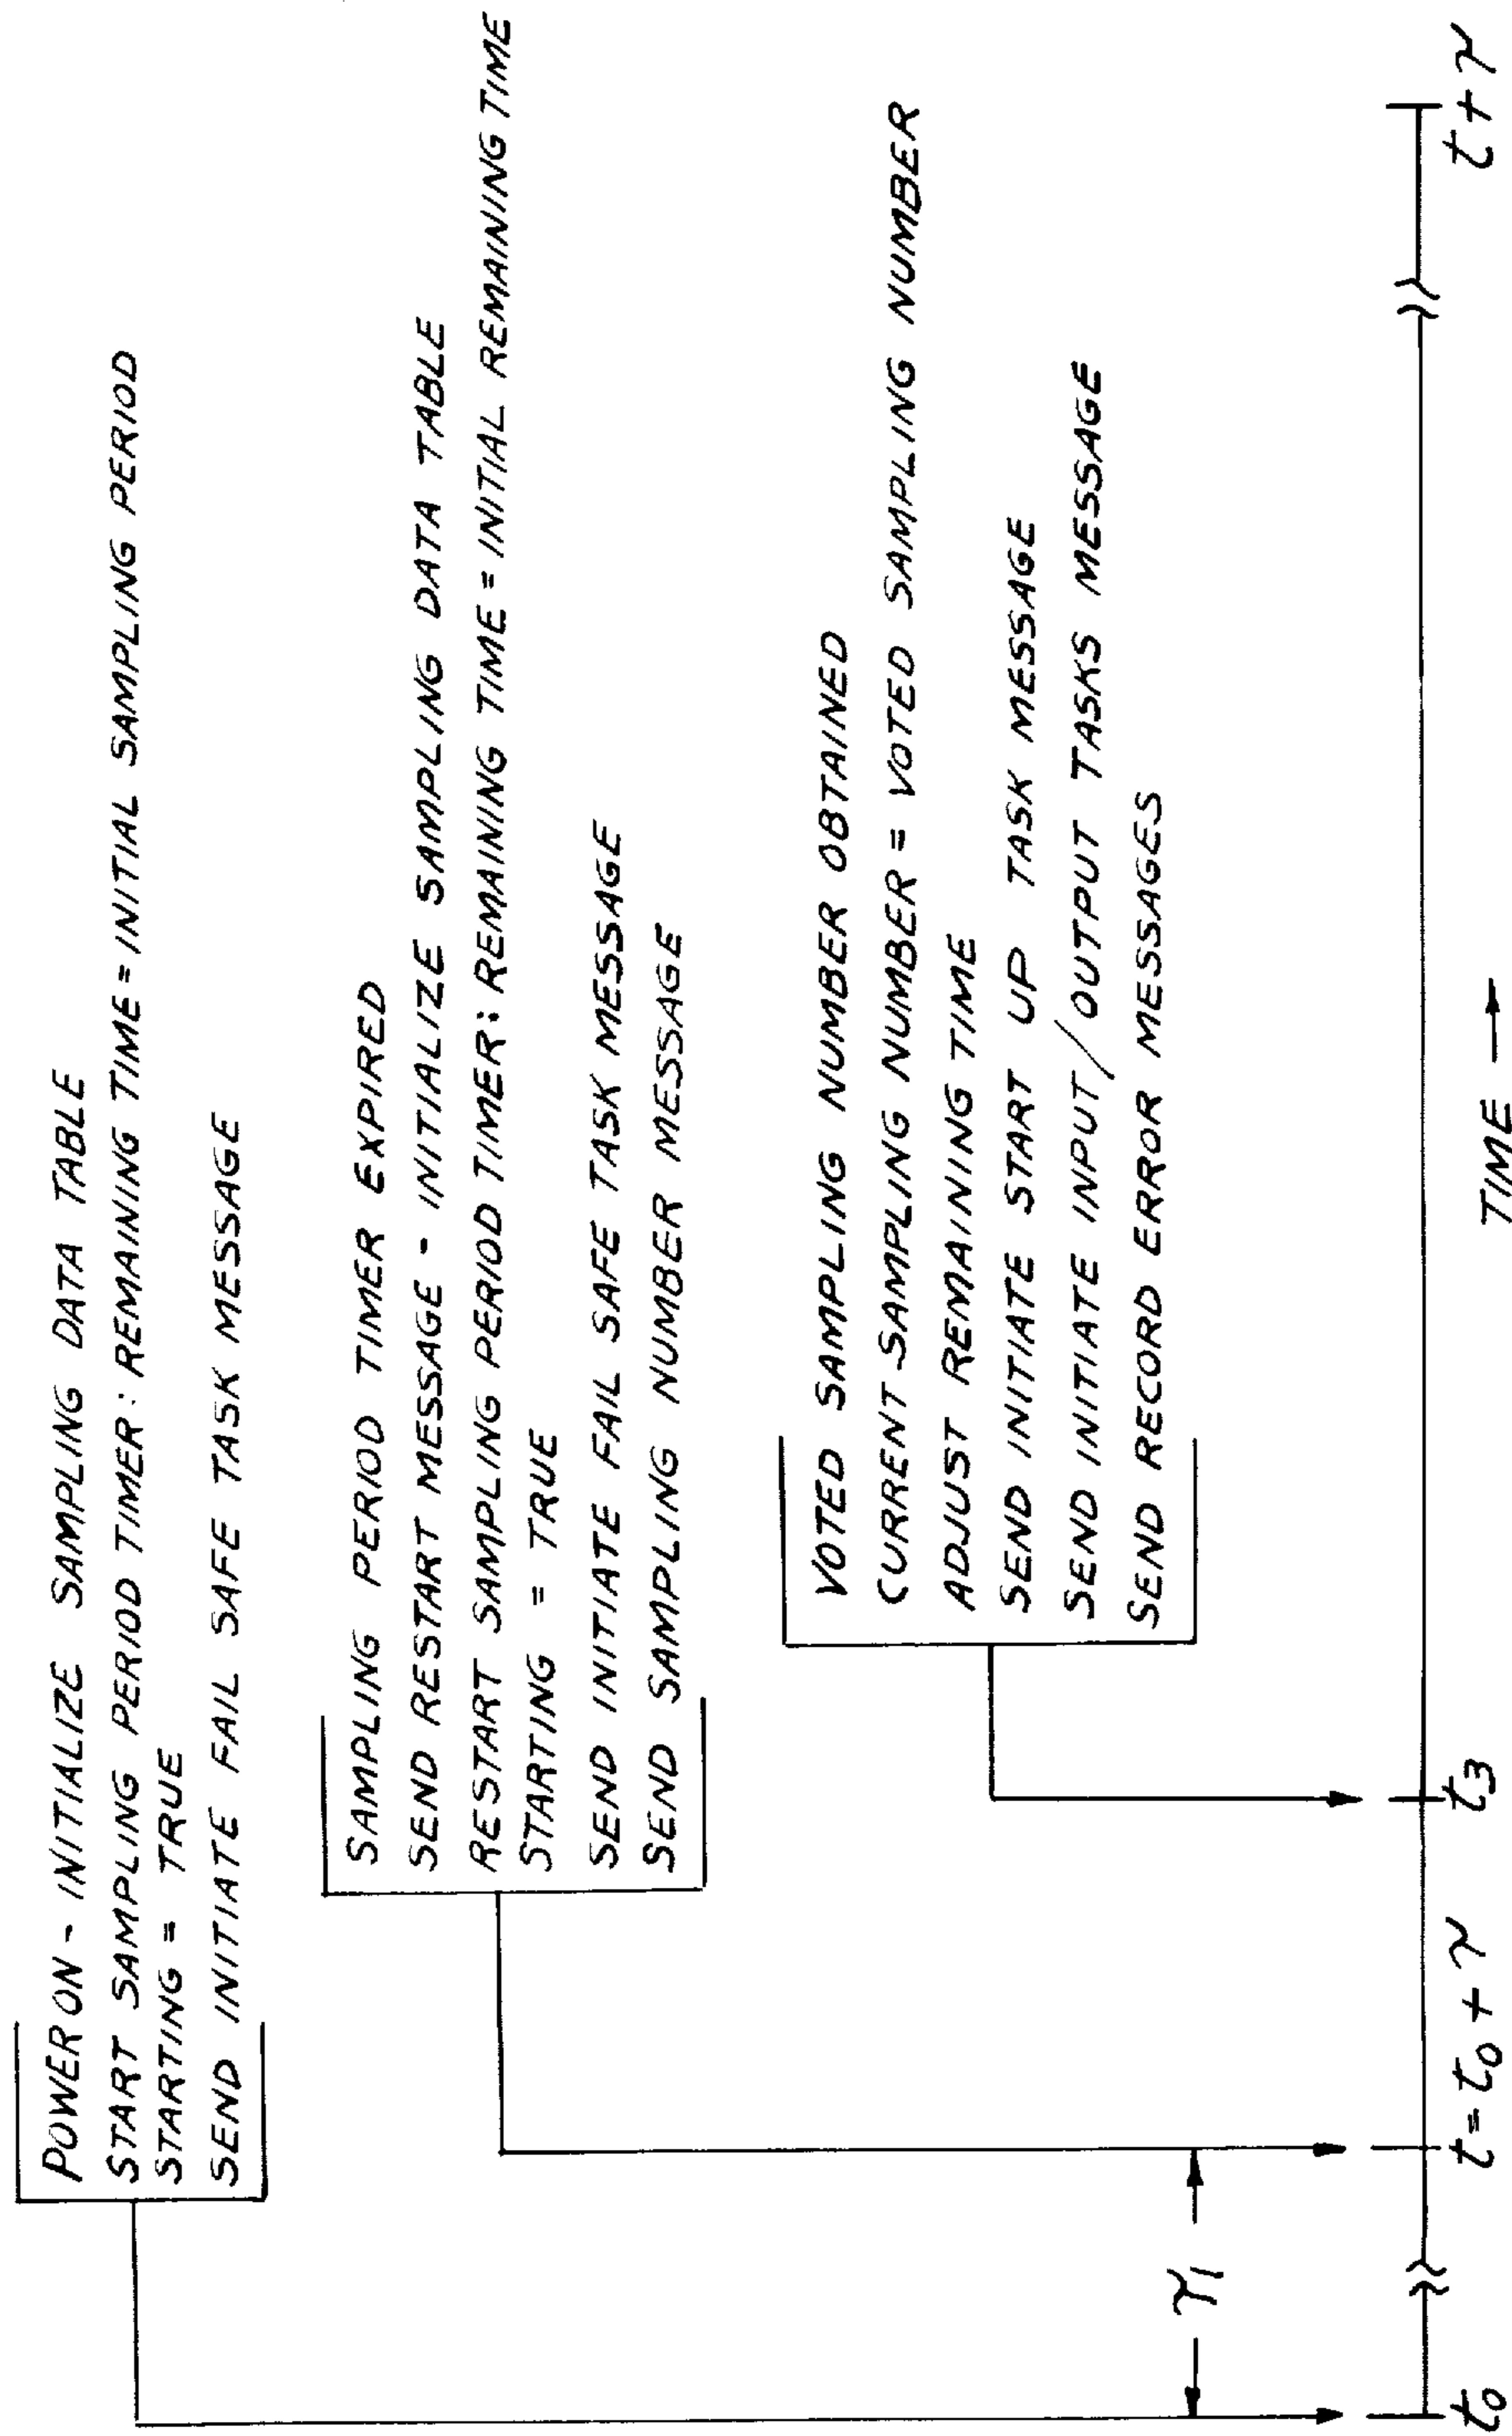 POWER ON - INITIALIZE SAMPLING DATA TABLE
START SAMPLING PERIOD TIMER: REMAINING TIME = INITIAL SAMPLING PERIOD
STARTING = TRUE
SEND INITIATE FAIL SAFE TASK MESSAGE
SAMPLING PERIOD TIMER EXPIRED
SEND RESTART MESSAGE - INITIALIZE SAMPLING DATA TABLE
RESTART SAMPLING PERIOD TIMER: REMAINING TIME = INITIAL REMAINING TIME
STARTING = TRUE
SEND INITIATE FAIL SAFE TASK MESSAGE
SEND SAMPLING NUMBER MESSAGE
VOTED SAMPLING NUMBER OBTAINED
CURRENT SAMPLING NUMBER = VOTED SAMPLING NUMBER
ADJUST REMAINING TIME
SEND INITIATE START UP TASK MESSAGE
SEND INITIATE INPUT/OUTPUT TASKS MESSAGE
SEND RECORD ERROR MESSAGES
τ1
t0
t = t0 + τ
t3
t + τ
TIME →